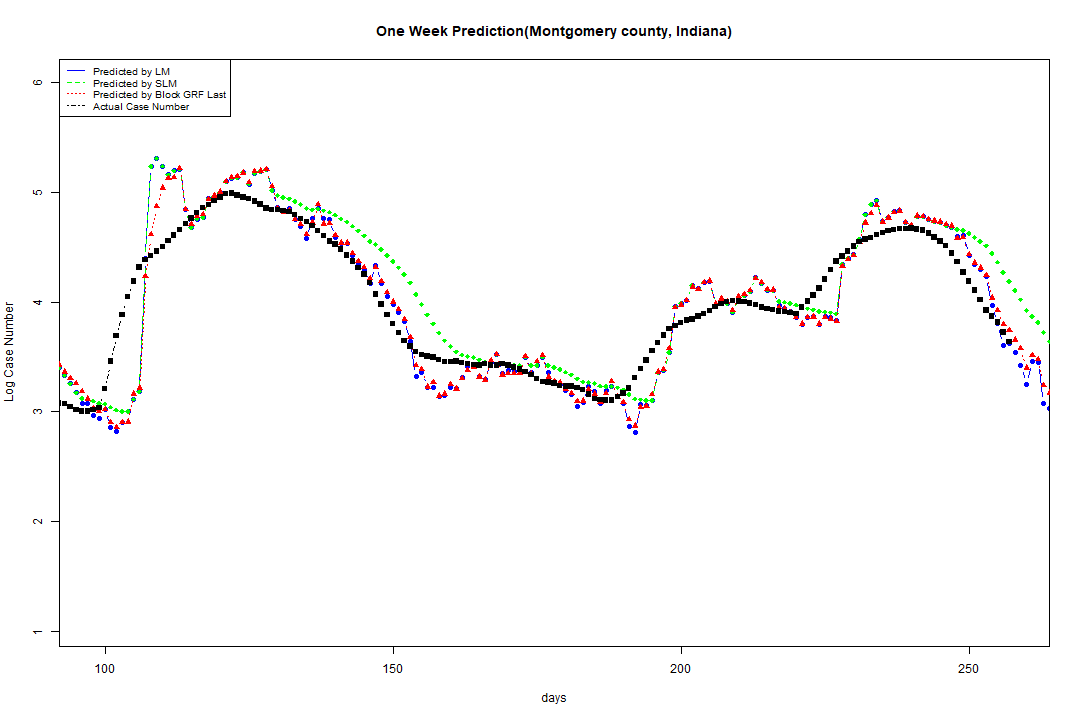 One Week Prediction(Montgomery county, Indiana)
Predicted by LM
Predicted by SLM
Predicted by Block GRF Last
Actual Case Number
6
5
4
3
2
1
Log Case Number
100
150
200
250
days